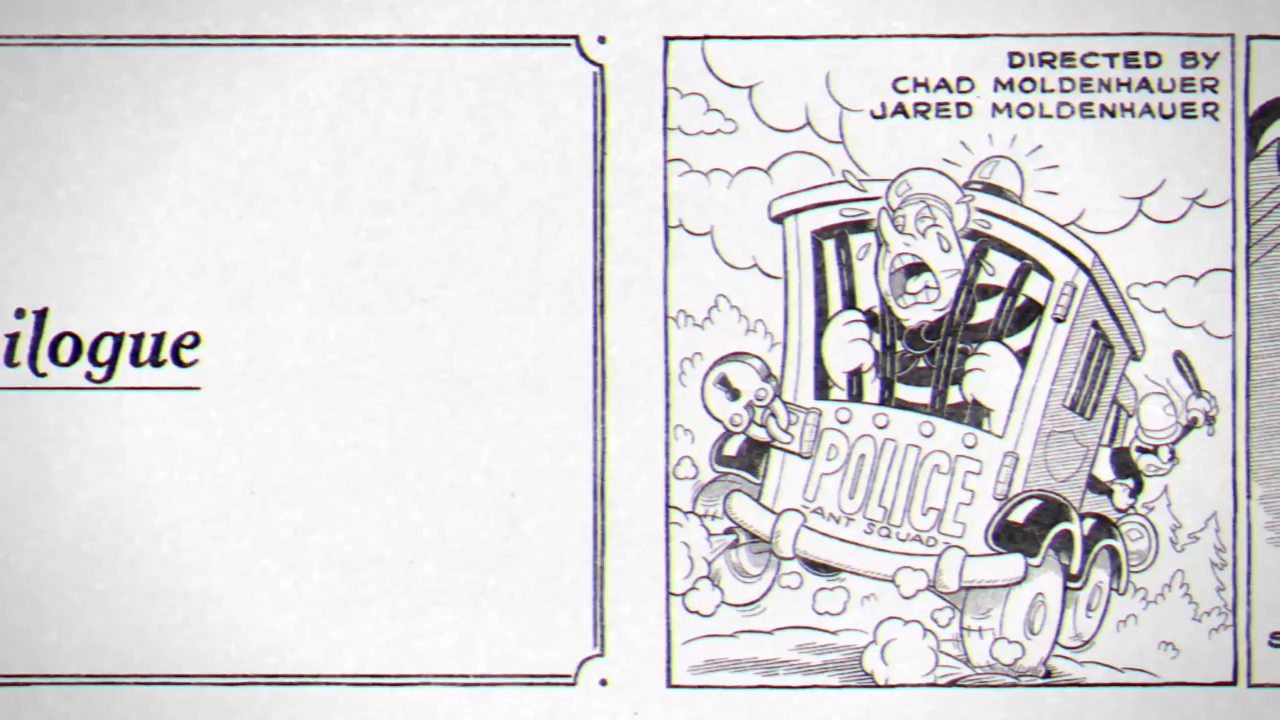 ilogue
DIRECTED BY
CHAD MOLDENHAUER
JARED MOLDENHAUER
POLICE
-ANT SQUAD-